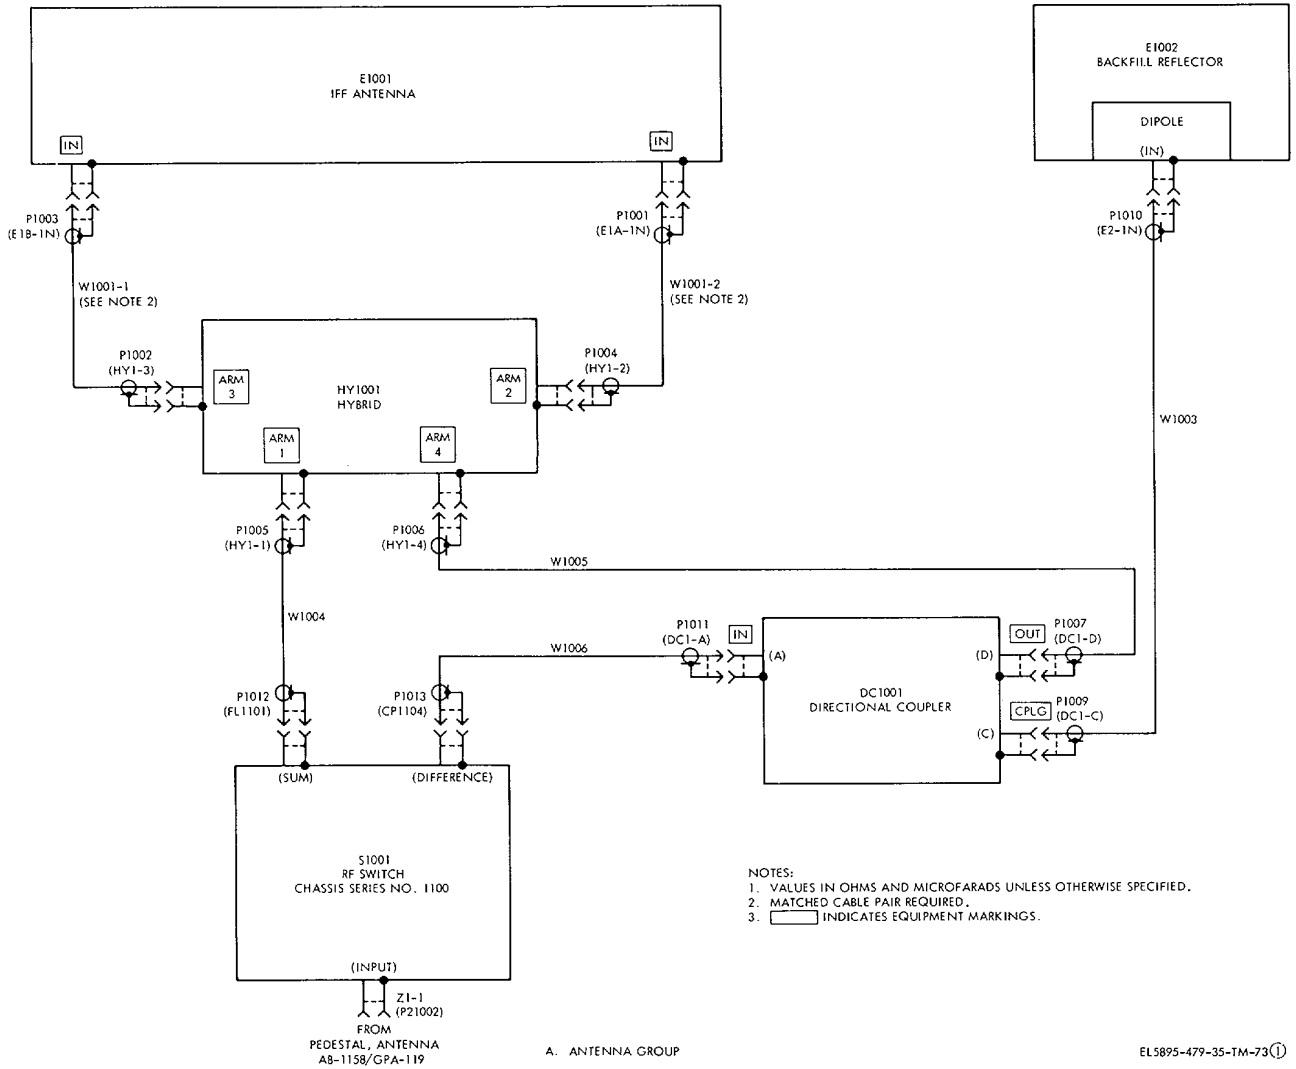 E1001
IFF ANTENNA
IN
IN
E1002
BACKFILL REFLECTOR
DIPOLE
(IN)
P1003
(E1B-1N)
P1001
(E1A-1N)
P1010
(E2-1N)
W1001-1
(SEE NOTE 2)
W1001-2
(SEE NOTE 2)
P1002
(HY1-3)
ARM
3
HY1001
HYBRID
ARM
2
P1004
(HY1-2)
ARM
1
ARM
4
W1003
P1005
(HY1-1)
P1006
(HY1-4)
W1005
W1004
W1006
P1011
(DC1-A)
IN
(A)
DC1001
DIRECTIONAL COUPLER
(D)
OUT
P1007
(DC1-D)
(C)
CPLG
P1009
(DC1-C)
P1012
(FL1101)
P1013
(CP1104)
(SUM)
(DIFFERENCE)
S1001
RF SWITCH
CHASSIS SERIES NO. 1100
(INPUT)
Z1-1
(P21002)
FROM
PEDESTAL, ANTENNA
AB-1158/GPA-119
NOTES:
1. VALUES IN OHMS AND MICROFARADS UNLESS OTHERWISE SPECIFIED.
2. MATCHED CABLE PAIR REQUIRED.
3. INDICATES EQUIPMENT MARKINGS.
A. ANTENNA GROUP
EL5895-479-35-TM-73①